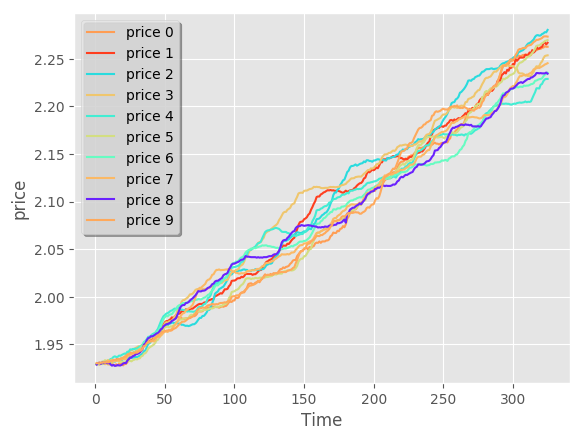 price 0
price 1
price 2
price 3
price 4
price 5
price 6
price 7
price 8
price 9
2.25
2.20
2.15
2.10
2.05
2.00
1.95
price
0 50 100 150 200 250 300
Time